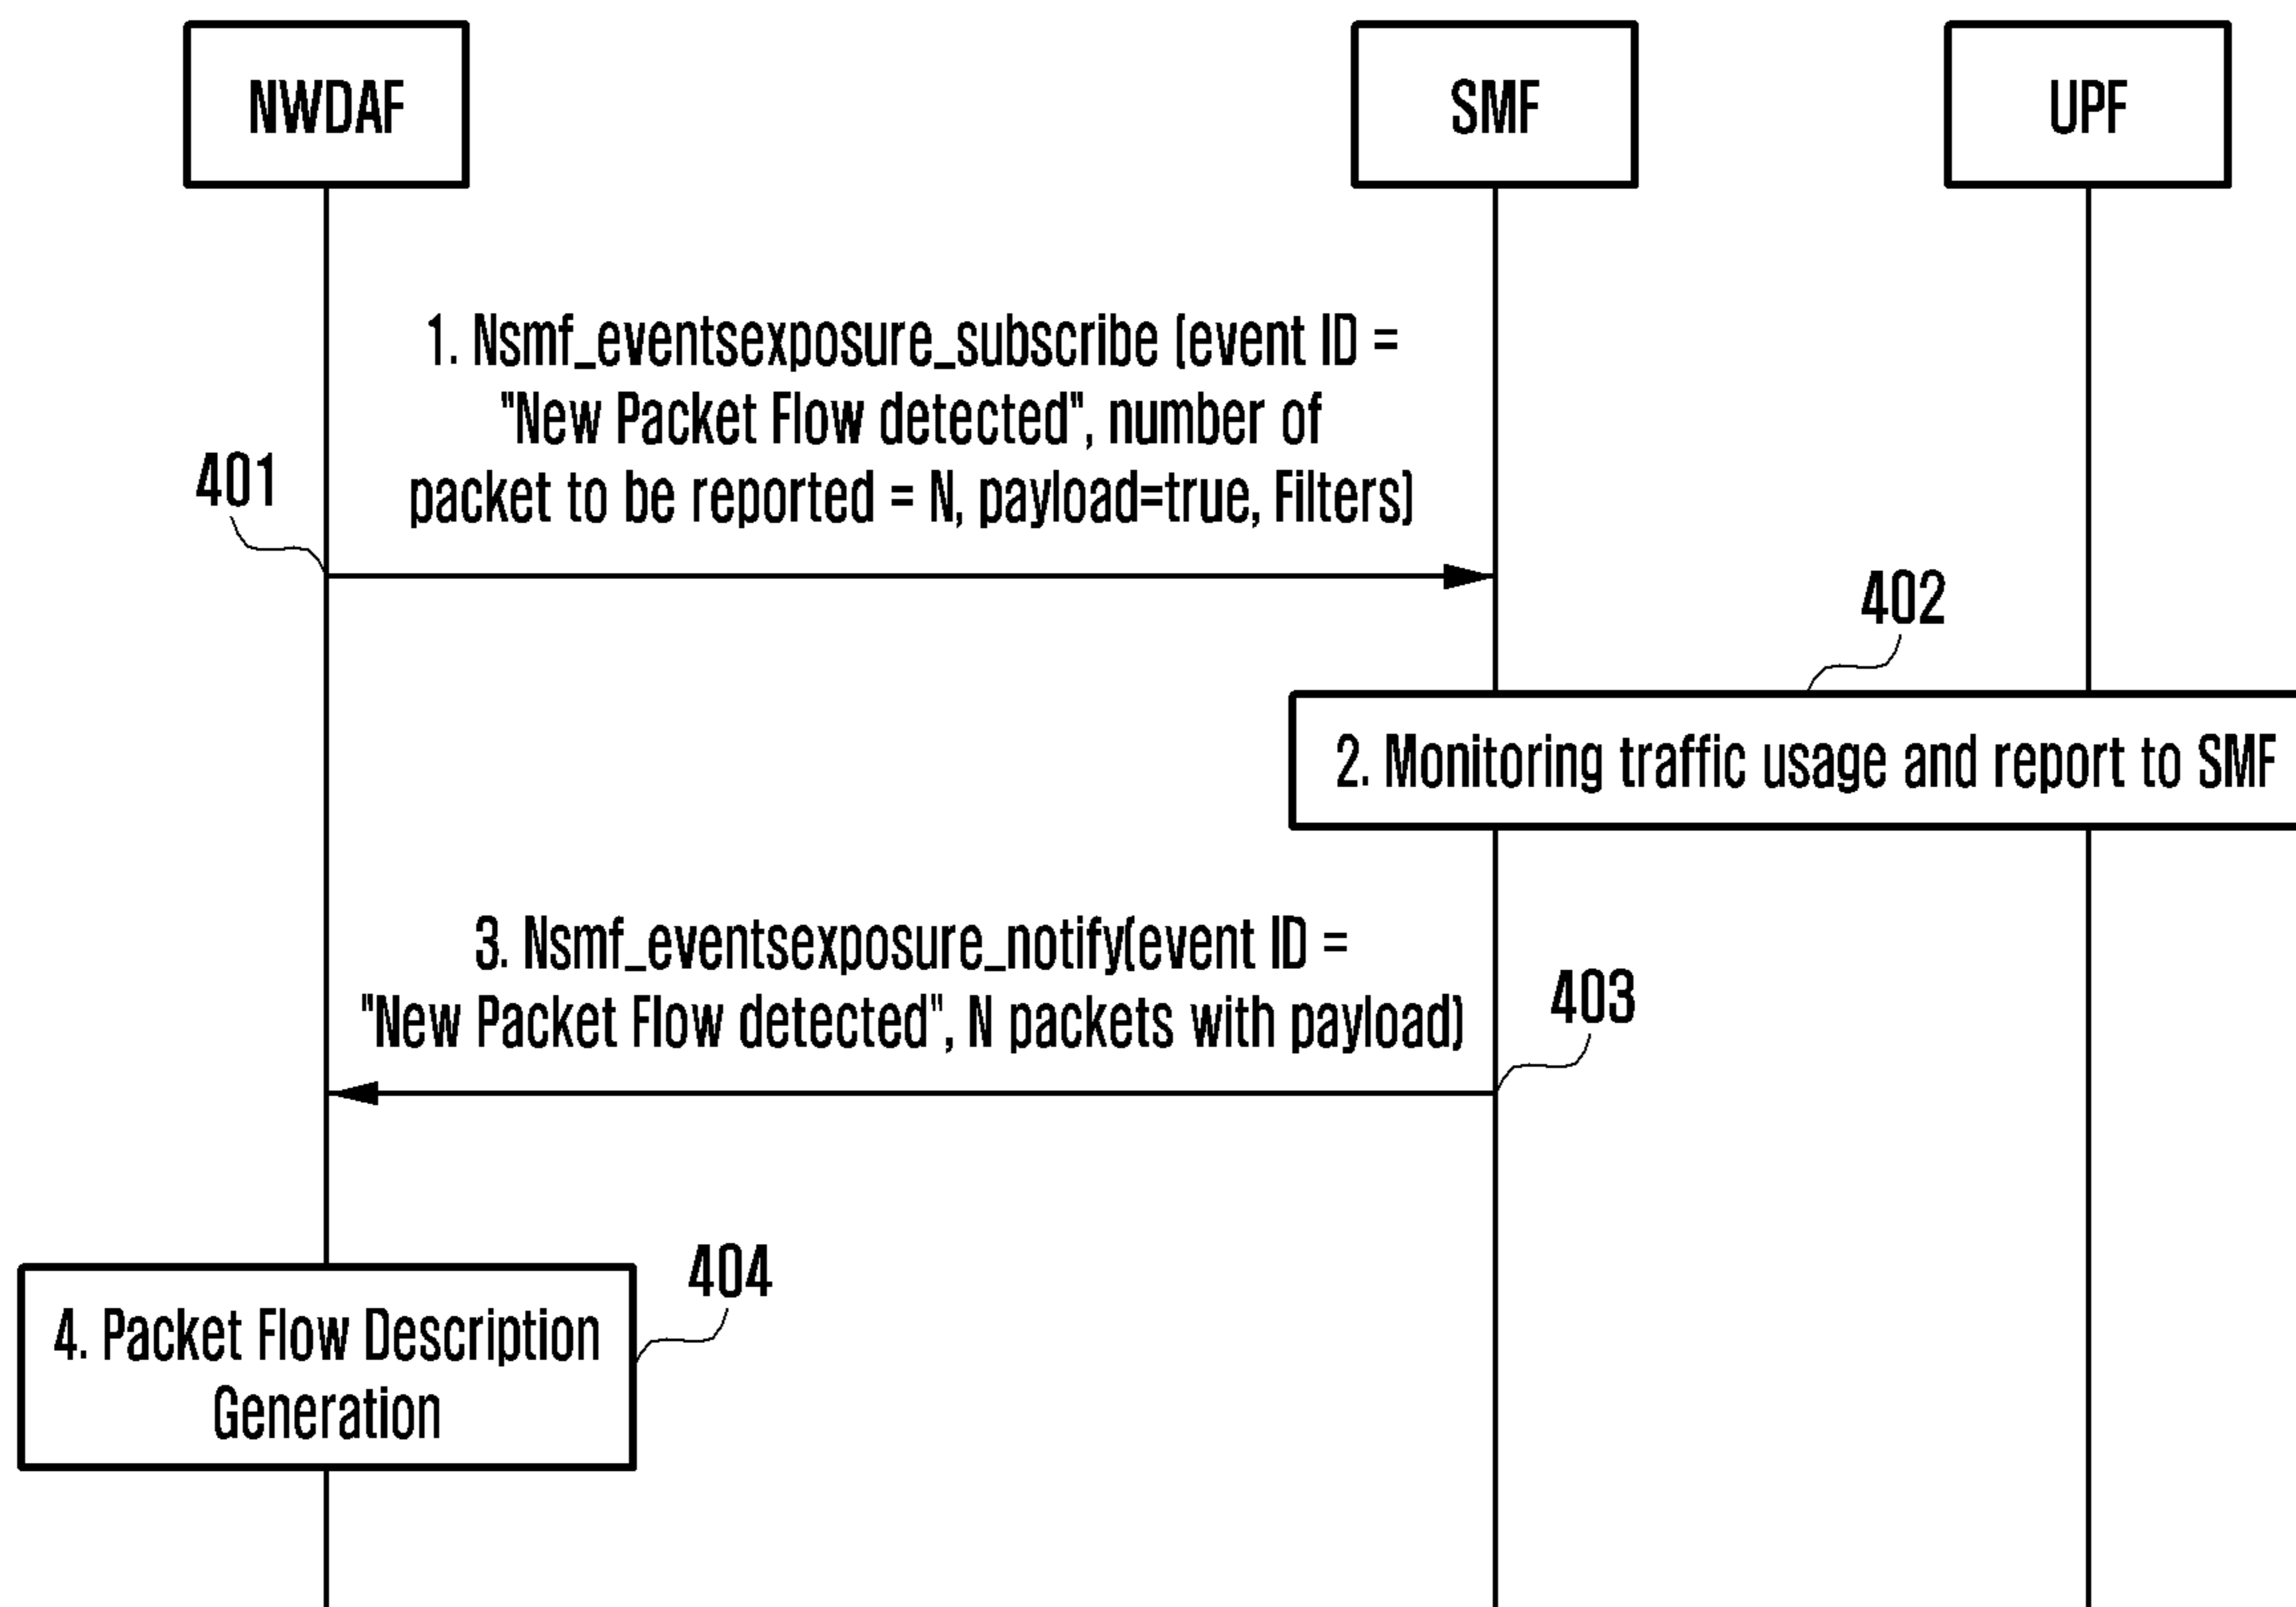 NWDAF
SMF
UPF
1. Nsmf_eventsexposure_subscribe (event ID =
"New Packet Flow detected", number of
packet to be reported = N, payload=true, Filters)
401
402
2. Monitoring traffic usage and report to SMF
3. Nsmf_eventsexposure_notify(event ID =
"New Packet Flow detected", N packets with payload)
403
404
4. Packet Flow Description
Generation